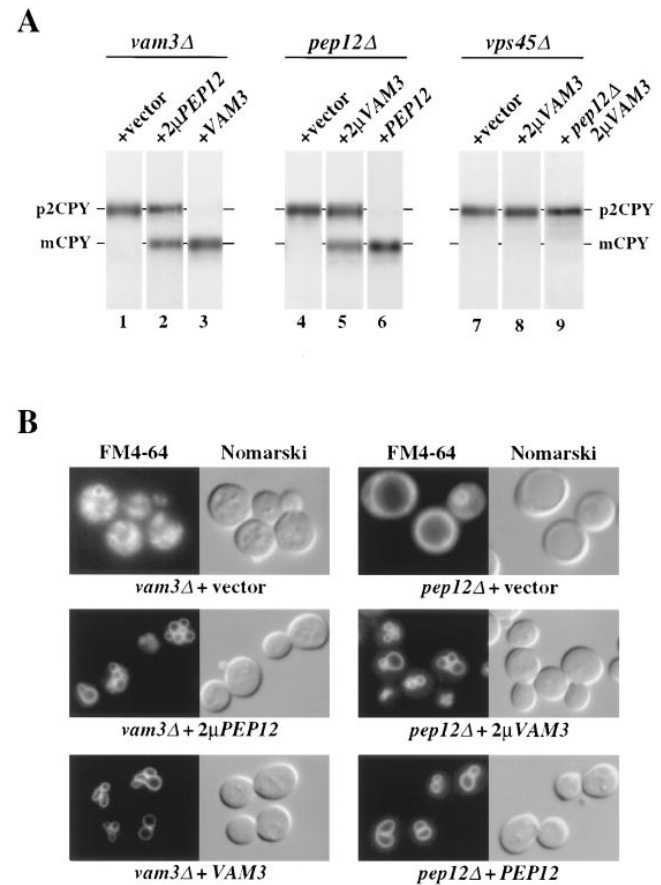 A
vam3Δ pep12Δ vps45Δ
+vector +2μPEP12 +VAM3 +vector +2μVAM3 +PEP12 +vector +2μVAM3 +pep12Δ 2μVAM3
p2CPY p2CPY
mCPY mCPY
1 2 3 4 5 6 7 8 9
B
FM4-64 Nomarski FM4-64 Nomarski
vam3Δ + vector pep12Δ + vector
vam3Δ + 2μPEP12 pep12Δ + 2μVAM3
vam3Δ + VAM3 pep12Δ + PEP12